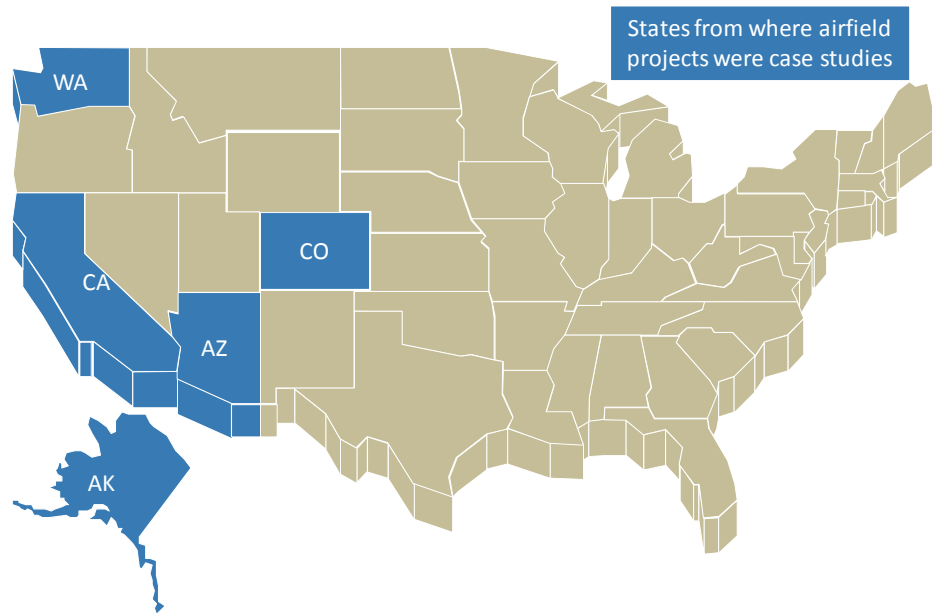 States from where airfield
projects were case studies
WA
CO
CA
AZ
AK